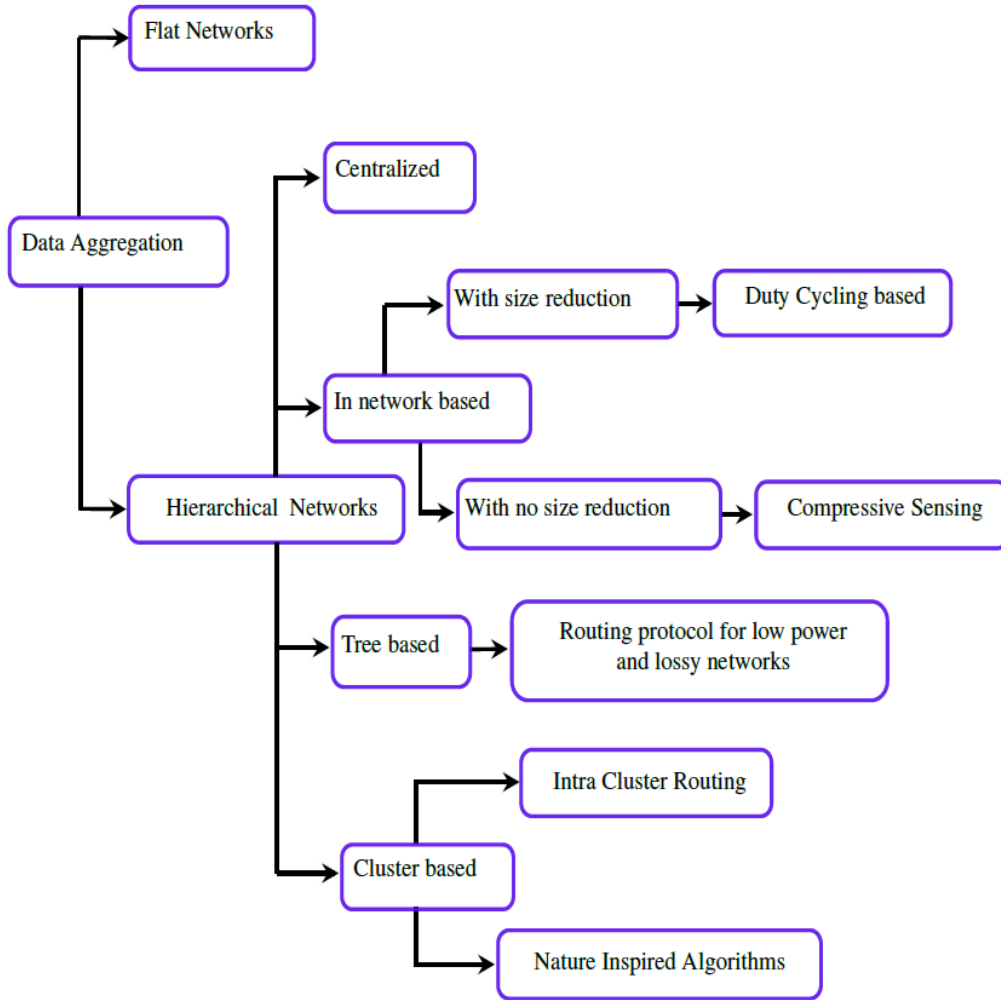 Flat Networks
Centralized
Data Aggregation
With size reduction
Duty Cycling based
In network based
Hierarchical Networks
With no size reduction
Compressive Sensing
Tree based
Routing protocol for low power
and lossy networks
Intra Cluster Routing
Cluster based
Nature Inspired Algorithms